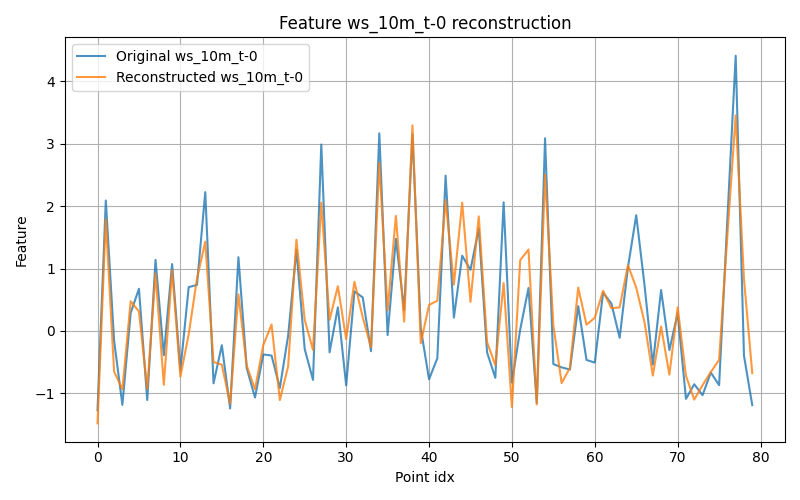 Feature ws_10m_t-0 reconstruction
Original ws_10m_t-0
Reconstructed ws_10m_t-0
Feature
4
3
2
1
0
−1
0 10 20 30 40 50 60 70 80
Point idx